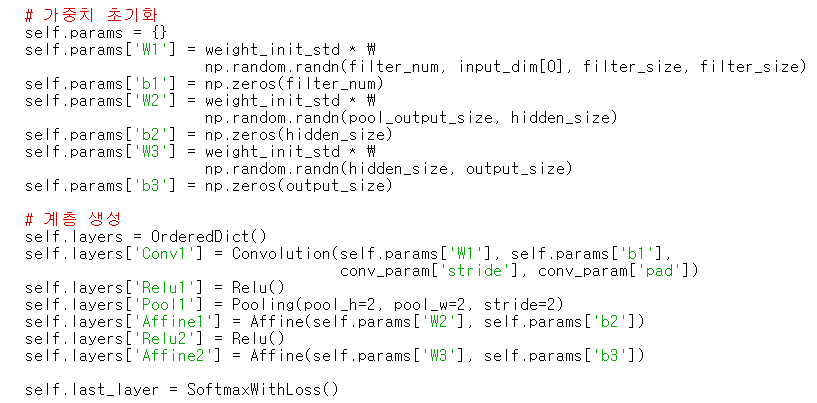 # 가중치 초기화
self.params = {}
self.params['W1'] = weight_init_std * ₩
                    np.random.randn(filter_num, input_dim[0], filter_size, filter_size)
self.params['b1'] = np.zeros(filter_num)
self.params['W2'] = weight_init_std * ₩
                    np.random.randn(pool_output_size, hidden_size)
self.params['b2'] = np.zeros(hidden_size)
self.params['W3'] = weight_init_std * ₩
                    np.random.randn(hidden_size, output_size)
self.params['b3'] = np.zeros(output_size)

# 계층 생성
self.layers = OrderedDict()
self.layers['Conv1'] = Convolution(self.params['W1'], self.params['b1'],
                                   conv_param['stride'], conv_param['pad'])
self.layers['Relu1'] = Relu()
self.layers['Pool1'] = Pooling(pool_h=2, pool_w=2, stride=2)
self.layers['Affine1'] = Affine(self.params['W2'], self.params['b2'])
self.layers['Relu2'] = Relu()
self.layers['Affine2'] = Affine(self.params['W3'], self.params['b3'])

self.last_layer = SoftmaxWithLoss()